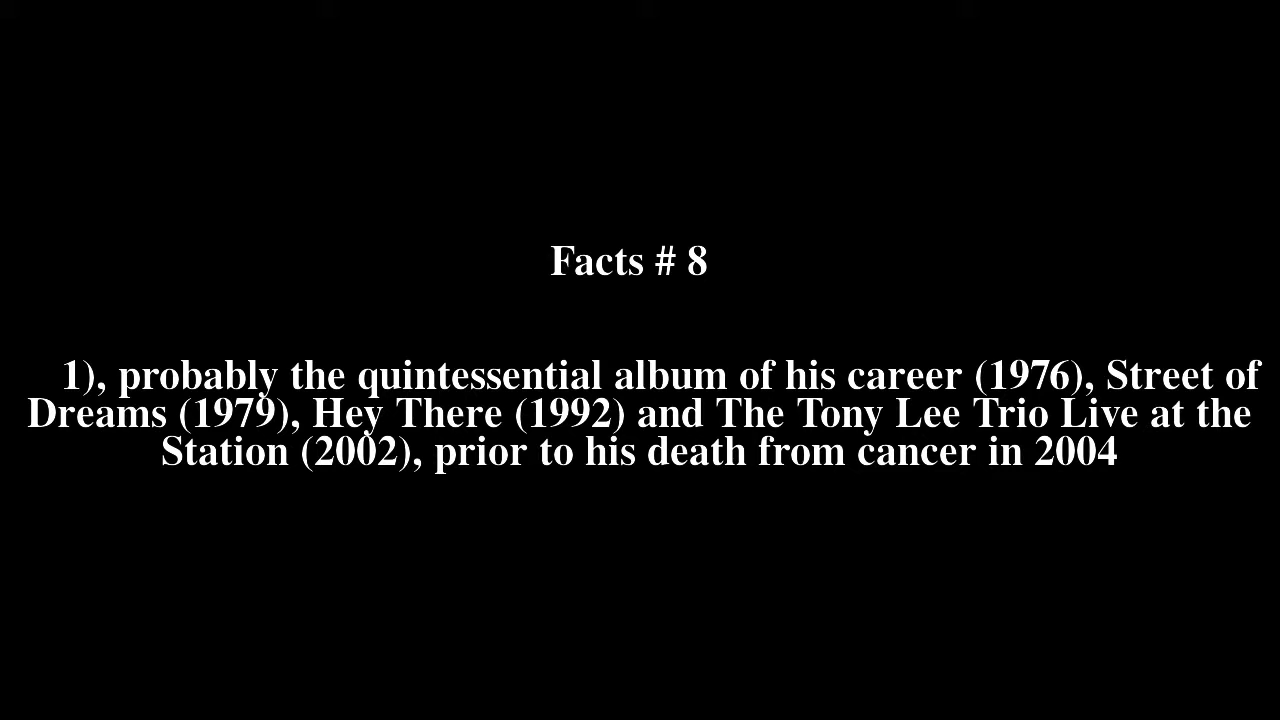 Facts # 8
1), probably the quintessential album of his career (1976), Street of
Dreams (1979), Hey There (1992) and The Tony Lee Trio Live at the
Station (2002), prior to his death from cancer in 2004